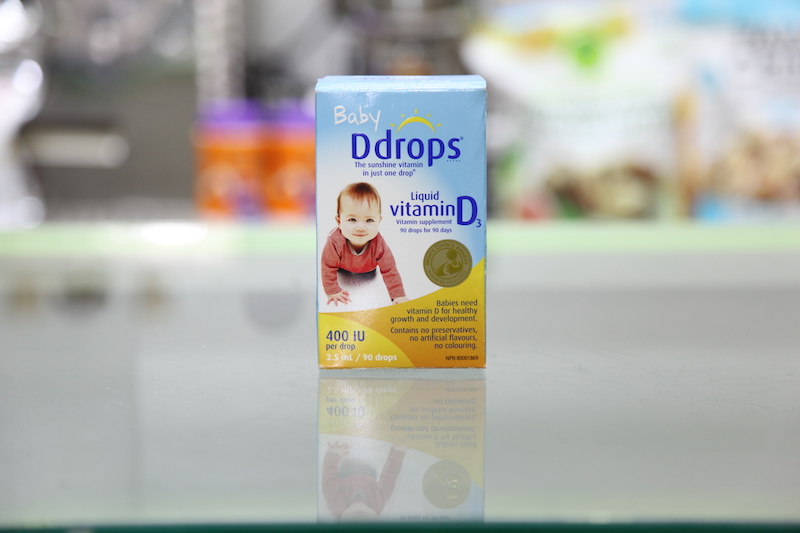 Baby
Ddrops®
The sunshine vitamin
in just one drop®
Liquid
vitamin D3
Vitamin supplement
90 drops for 90 days
Babies need
vitamin D for healthy
growth and development.
Contains no preservatives,
no artificial flavours,
no colouring.
400 IU
per drop
2.5 mL / 90 drops
NPN 80001869